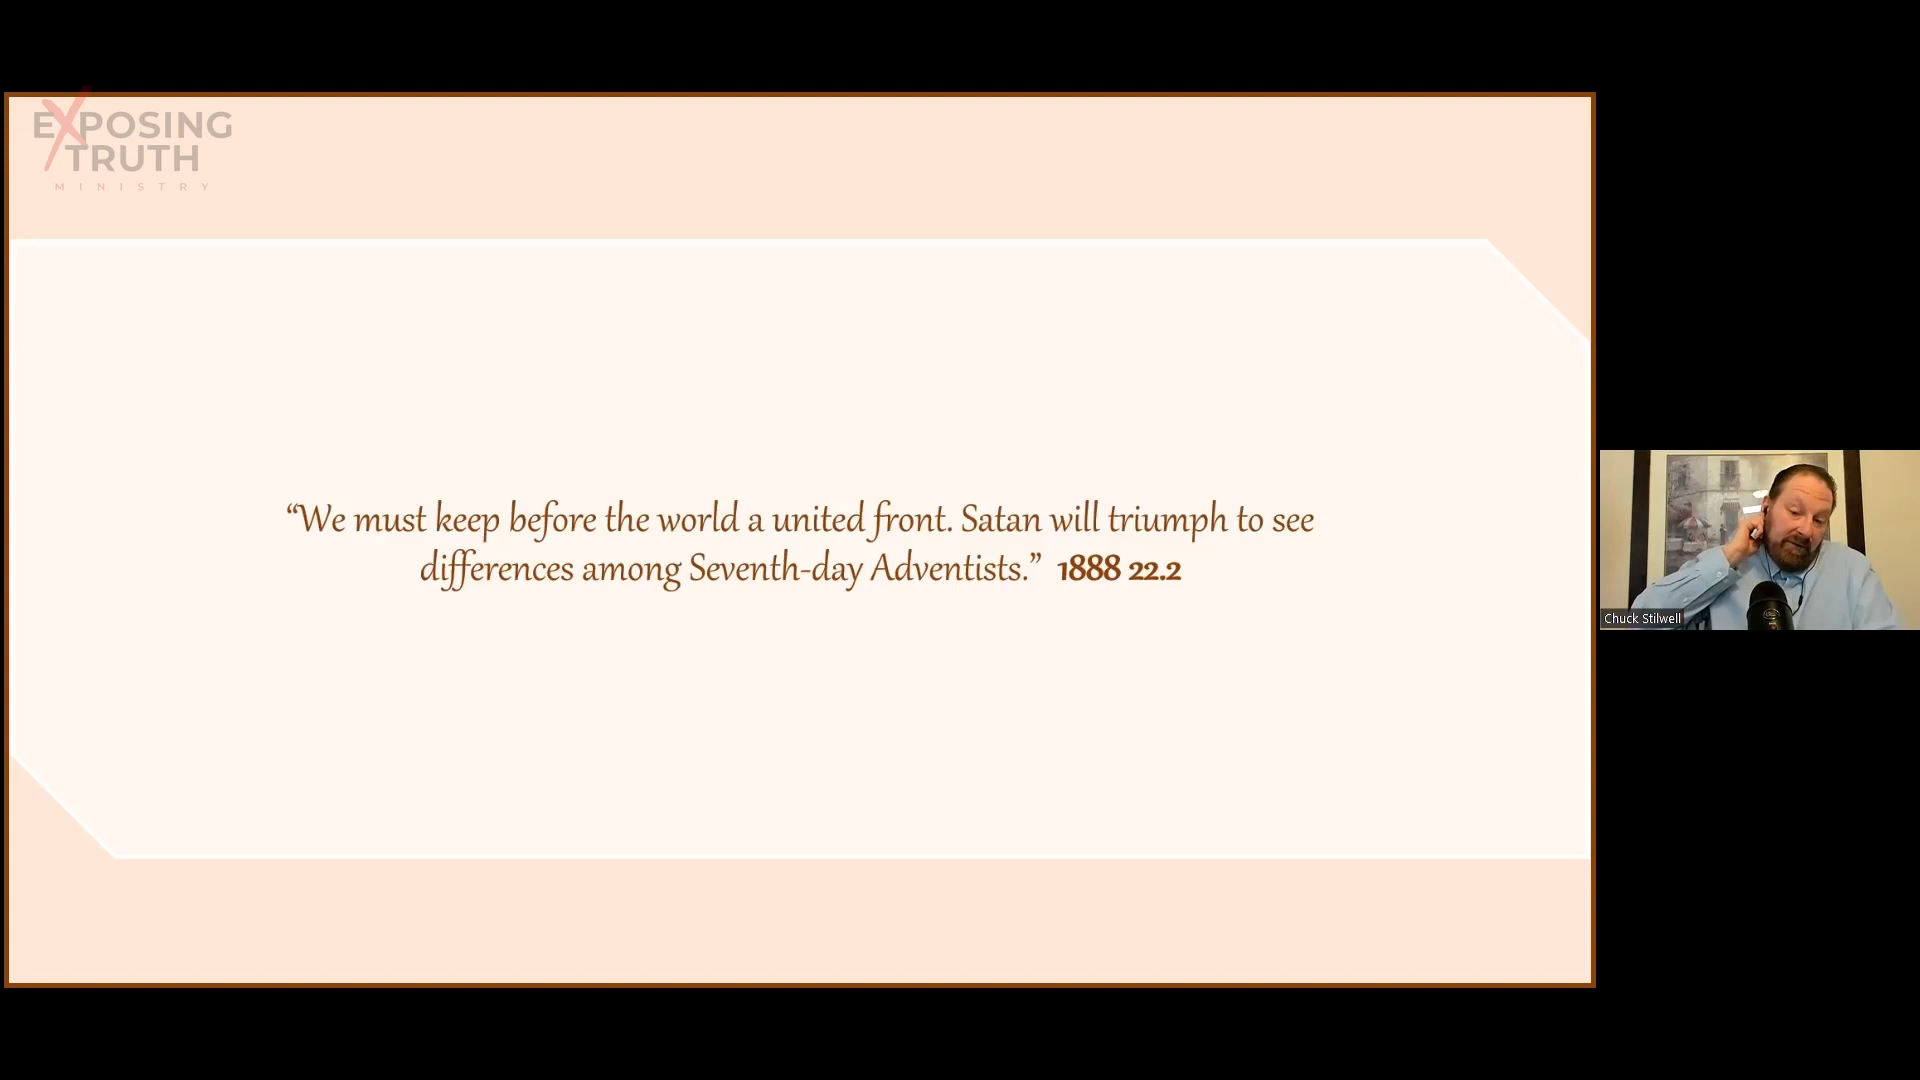 EXPOSING
TRUTH
MINISTRY
“We must keep before the world a united front. Satan will triumph to see
differences among Seventh-day Adventists.” 1888 22.2
Chuck Stilwell